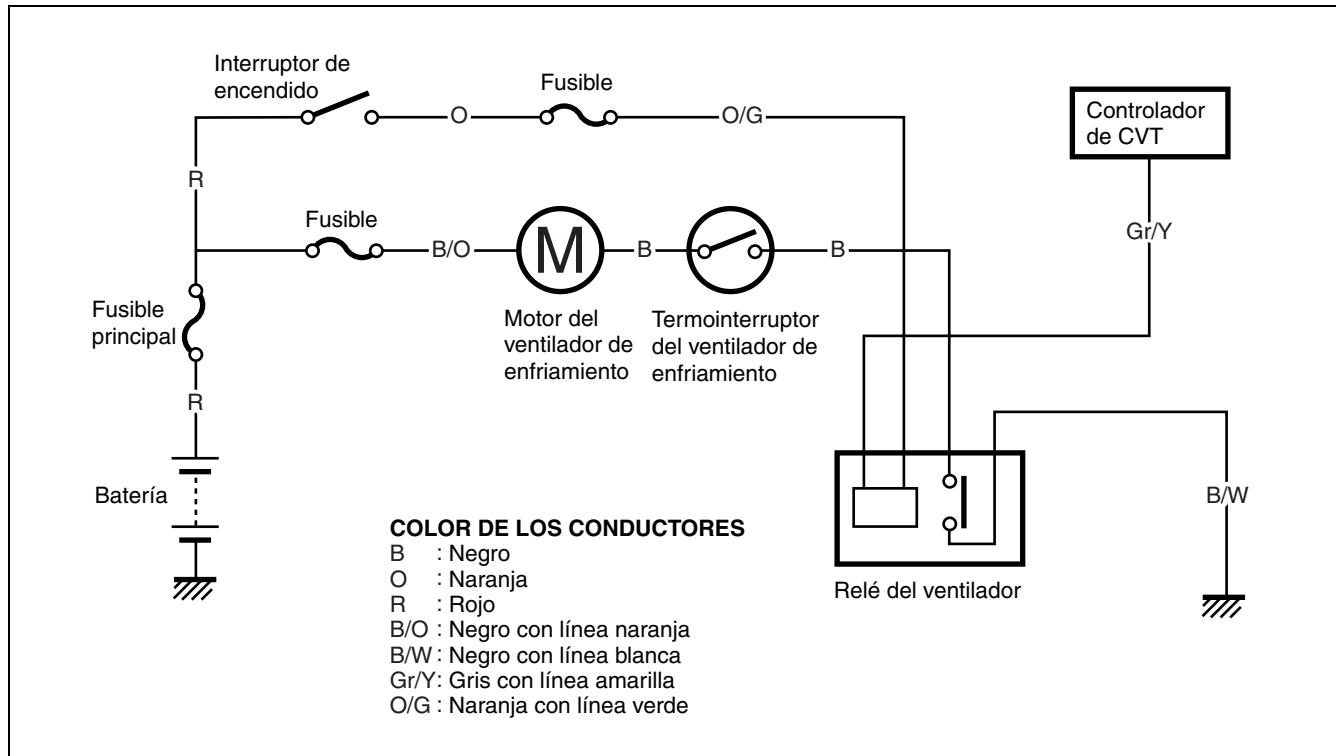 Interruptor de
encendido
Fusible
O
O/G
Controlador
de CVT
R
Fusible
B/O
M
B
B
Gr/Y
Fusible
principal
Motor del
ventilador de
enfriamiento
Termointerruptor
del ventilador de
enfriamiento
R
Batería
B/W
Relé del ventilador
COLOR DE LOS CONDUCTORES
B : Negro
O : Naranja
R : Rojo
B/O : Negro con línea naranja
B/W : Negro con línea blanca
Gr/Y : Gris con línea amarilla
O/G : Naranja con línea verde